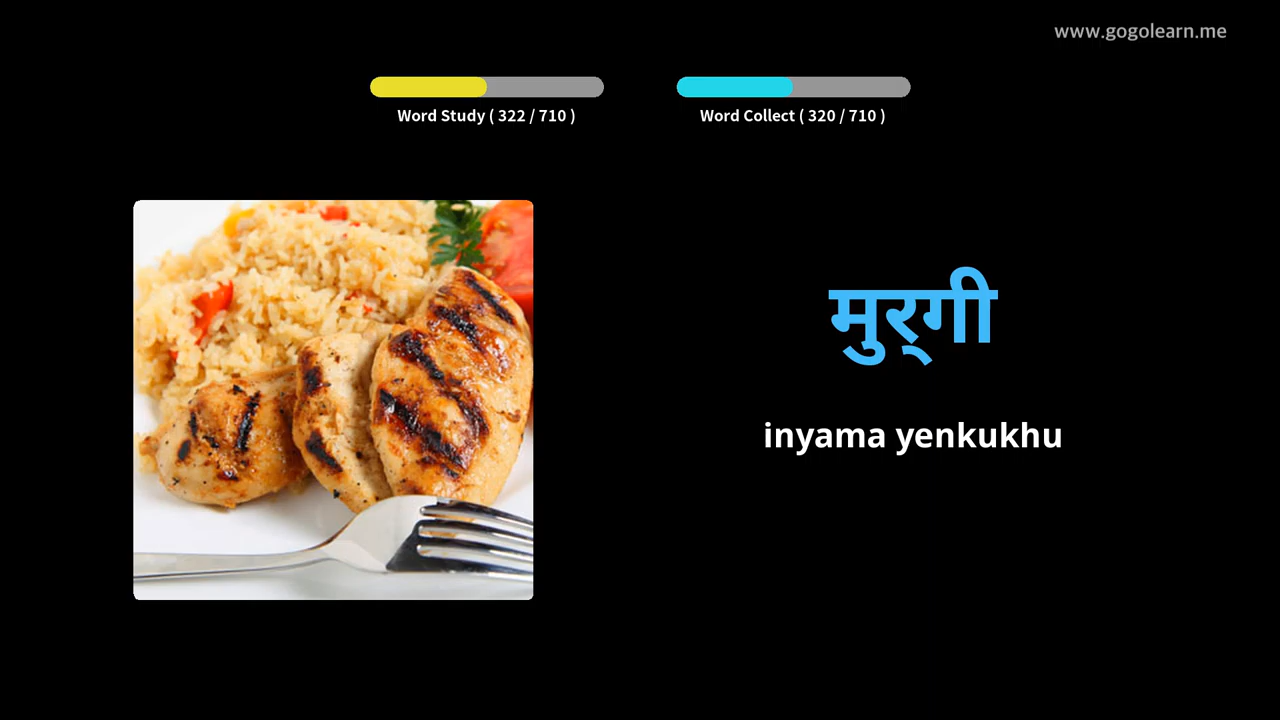 www.gogolearn.me
Word Study ( 322 / 710 )
Word Collect ( 320 / 710 )
मुर्‌गी
inyama yenkukhu